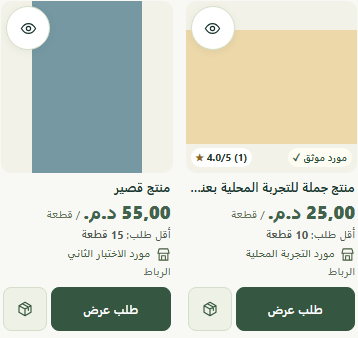 مورد موثق ✓
★ 4.0/5 (1)
منتج جملة للتجربة المحلية بعنـ...
25,00 د.م. / قطعة
أقل طلب: 10 قطعة
مورد التجربة المحلية
الرباط
طلب عرض
منتج قصير
55,00 د.م. / قطعة
أقل طلب: 15 قطعة
مورد الاختبار الثاني
الرباط
طلب عرض